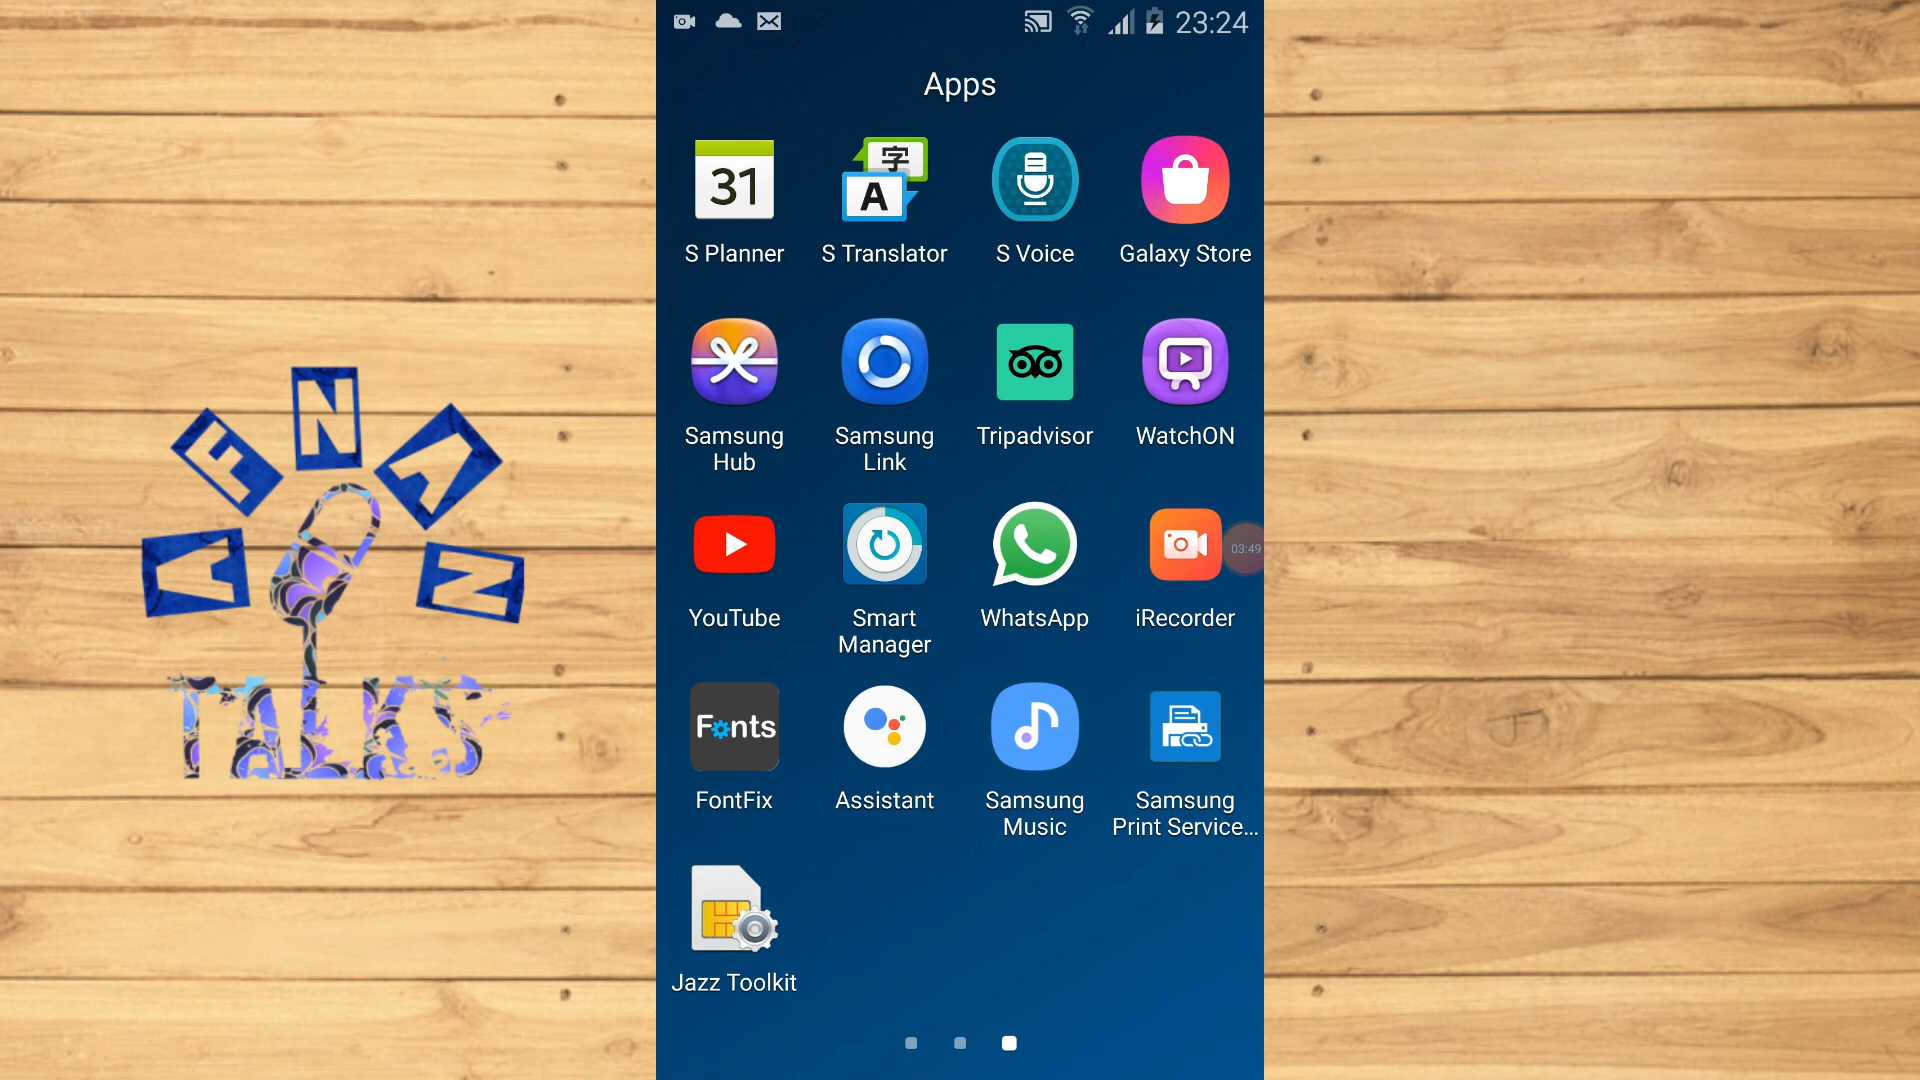 23:24
Apps
31
字
A
S Planner
S Translator
S Voice
Galaxy Store
Samsung
Hub
Samsung
Link
Tripadvisor
WatchON
YouTube
Smart
Manager
WhatsApp
iRecorder
03:49
Fonts
FontFix
Assistant
Samsung
Music
Samsung
Print Service...
Jazz Toolkit
TALKS